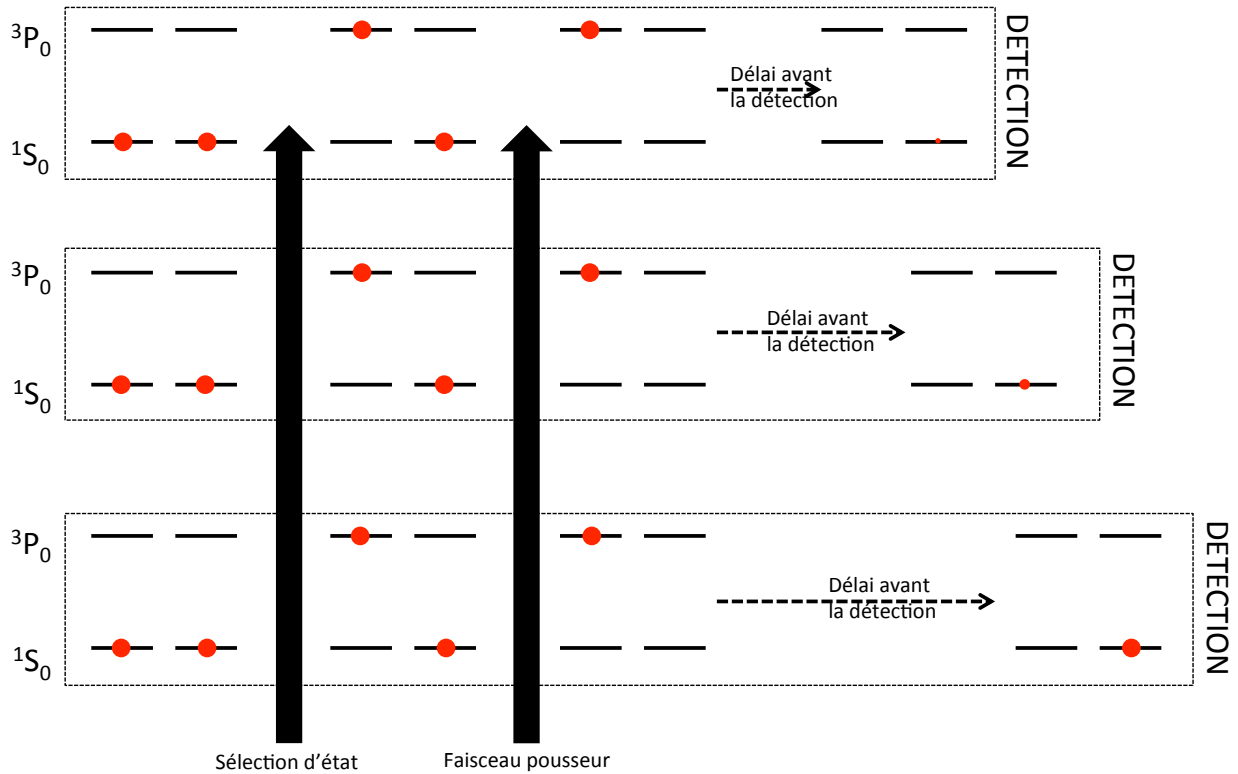 ³P₀
Délai avant
la détection
¹S₀
DETECTION
³P₀
Délai avant
la détection
¹S₀
DETECTION
³P₀
Délai avant
la détection
¹S₀
DETECTION
Sélection d’état
Faisceau pousseur